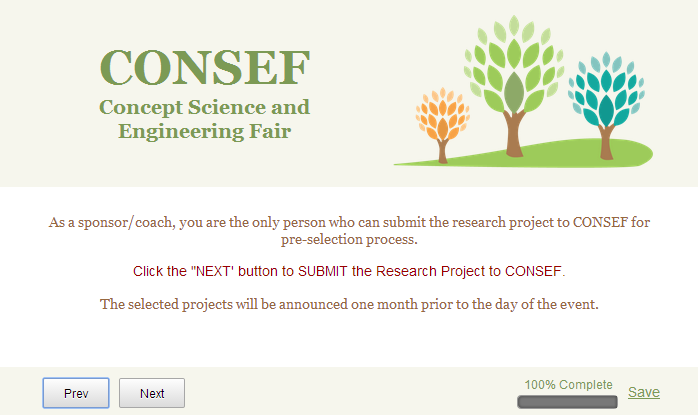 CONSEF
Concept Science and
Engineering Fair
As a sponsor/coach, you are the only person who can submit the research project to CONSEF for
pre-selection process.
Click the "NEXT' button to SUBMIT the Research Project to CONSEF.
The selected projects will be announced one month prior to the day of the event.
Prev
Next
100% Complete
Save